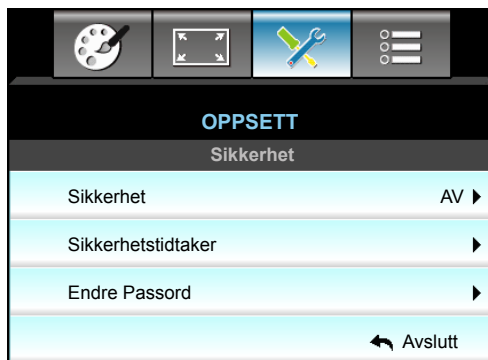 OPPSETT
Sikkerhet
Sikkerhet AV
Sikkerhetstidtaker
Endre Passord
Avslutt